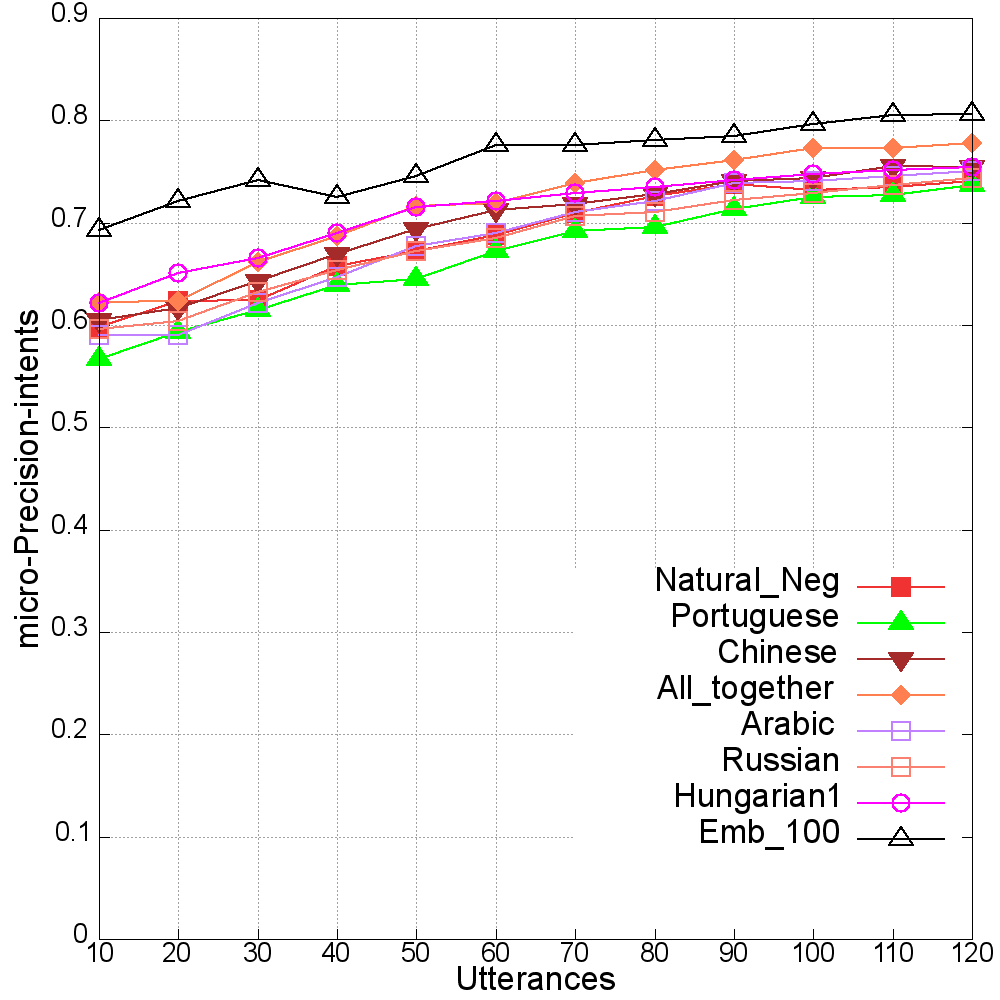 0.9
0.8
0.7
0.6
0.5
0.4
0.3
0.2
0.1
0
micro-Precision-intents
Natural_Neg
Portuguese
Chinese
All_together
Arabic
Russian
Hungarian1
Emb_100
10 20 30 40 50 60 70 80 90 100 110 120
Utterances